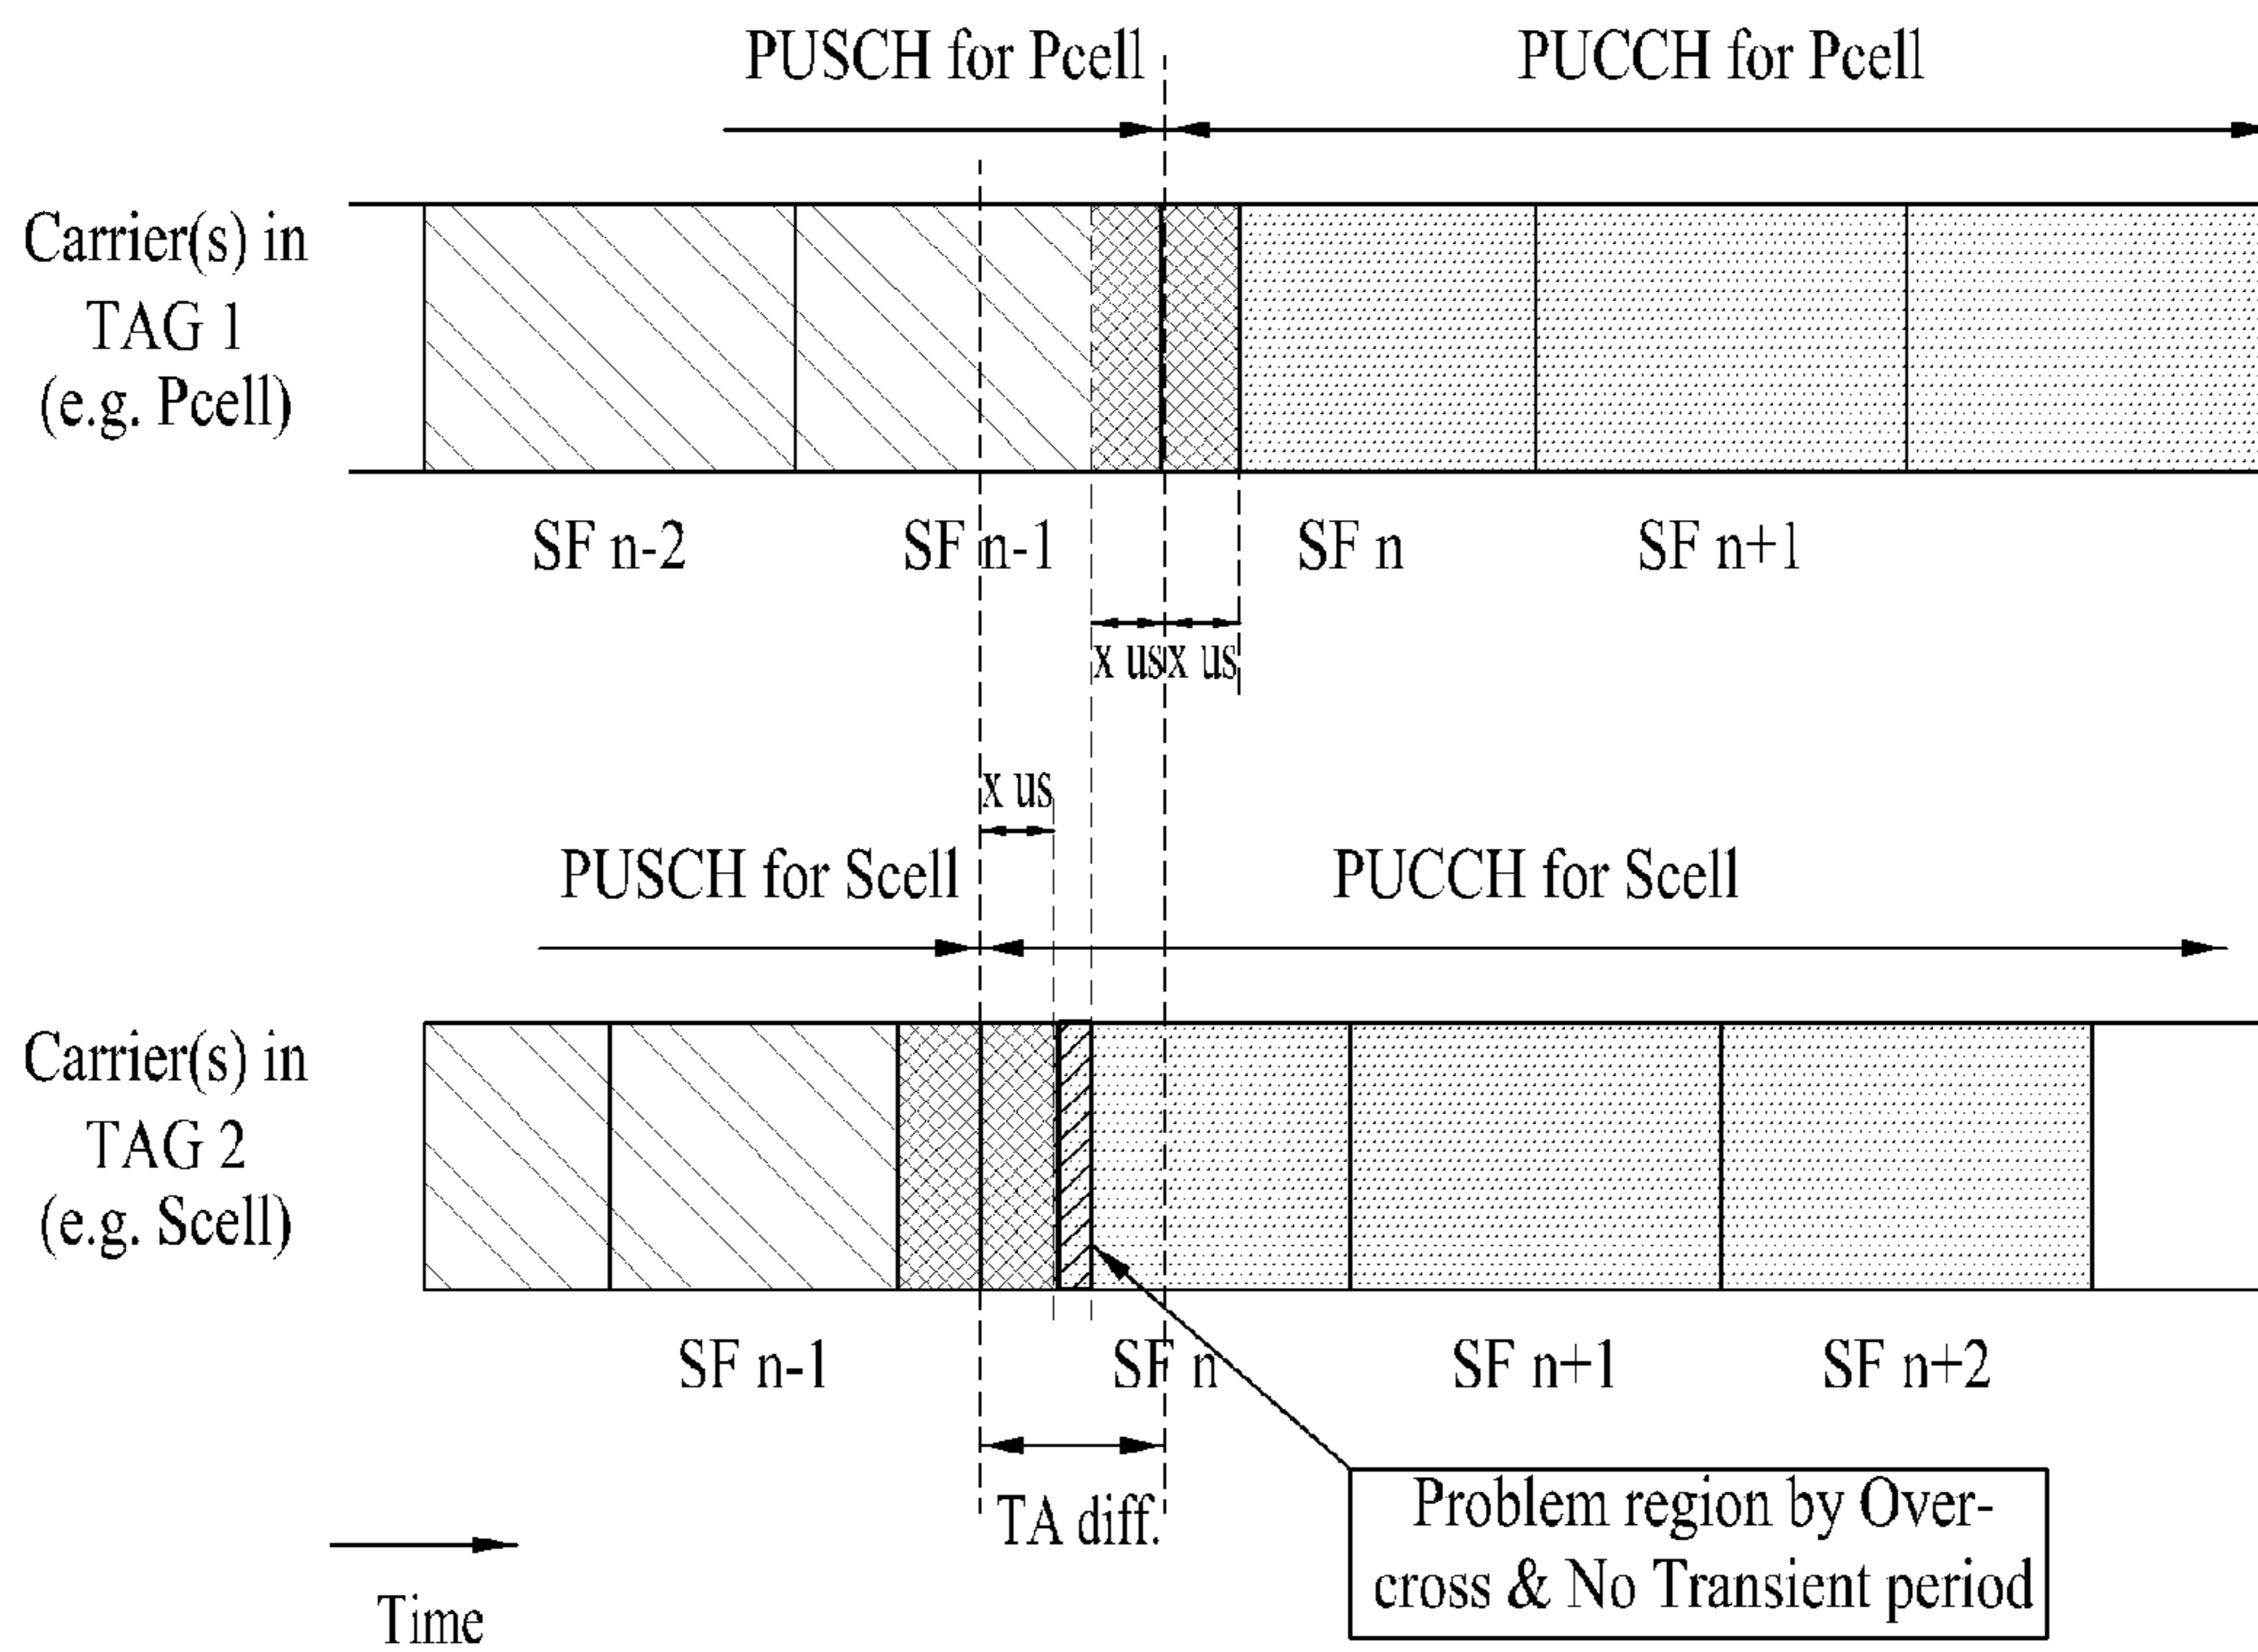 PUSCH for Pcell
PUCCH for Pcell
Carrier(s) in
TAG 1
(e.g. Pcell)
SF n-2
SF n-1
SF n
SF n+1
x us
x us
x us
PUSCH for Scell
PUCCH for Scell
Carrier(s) in
TAG 2
(e.g. Scell)
SF n-1
SF n
SF n+1
SF n+2
TA diff.
Problem region by Over-
cross & No Transient period
Time